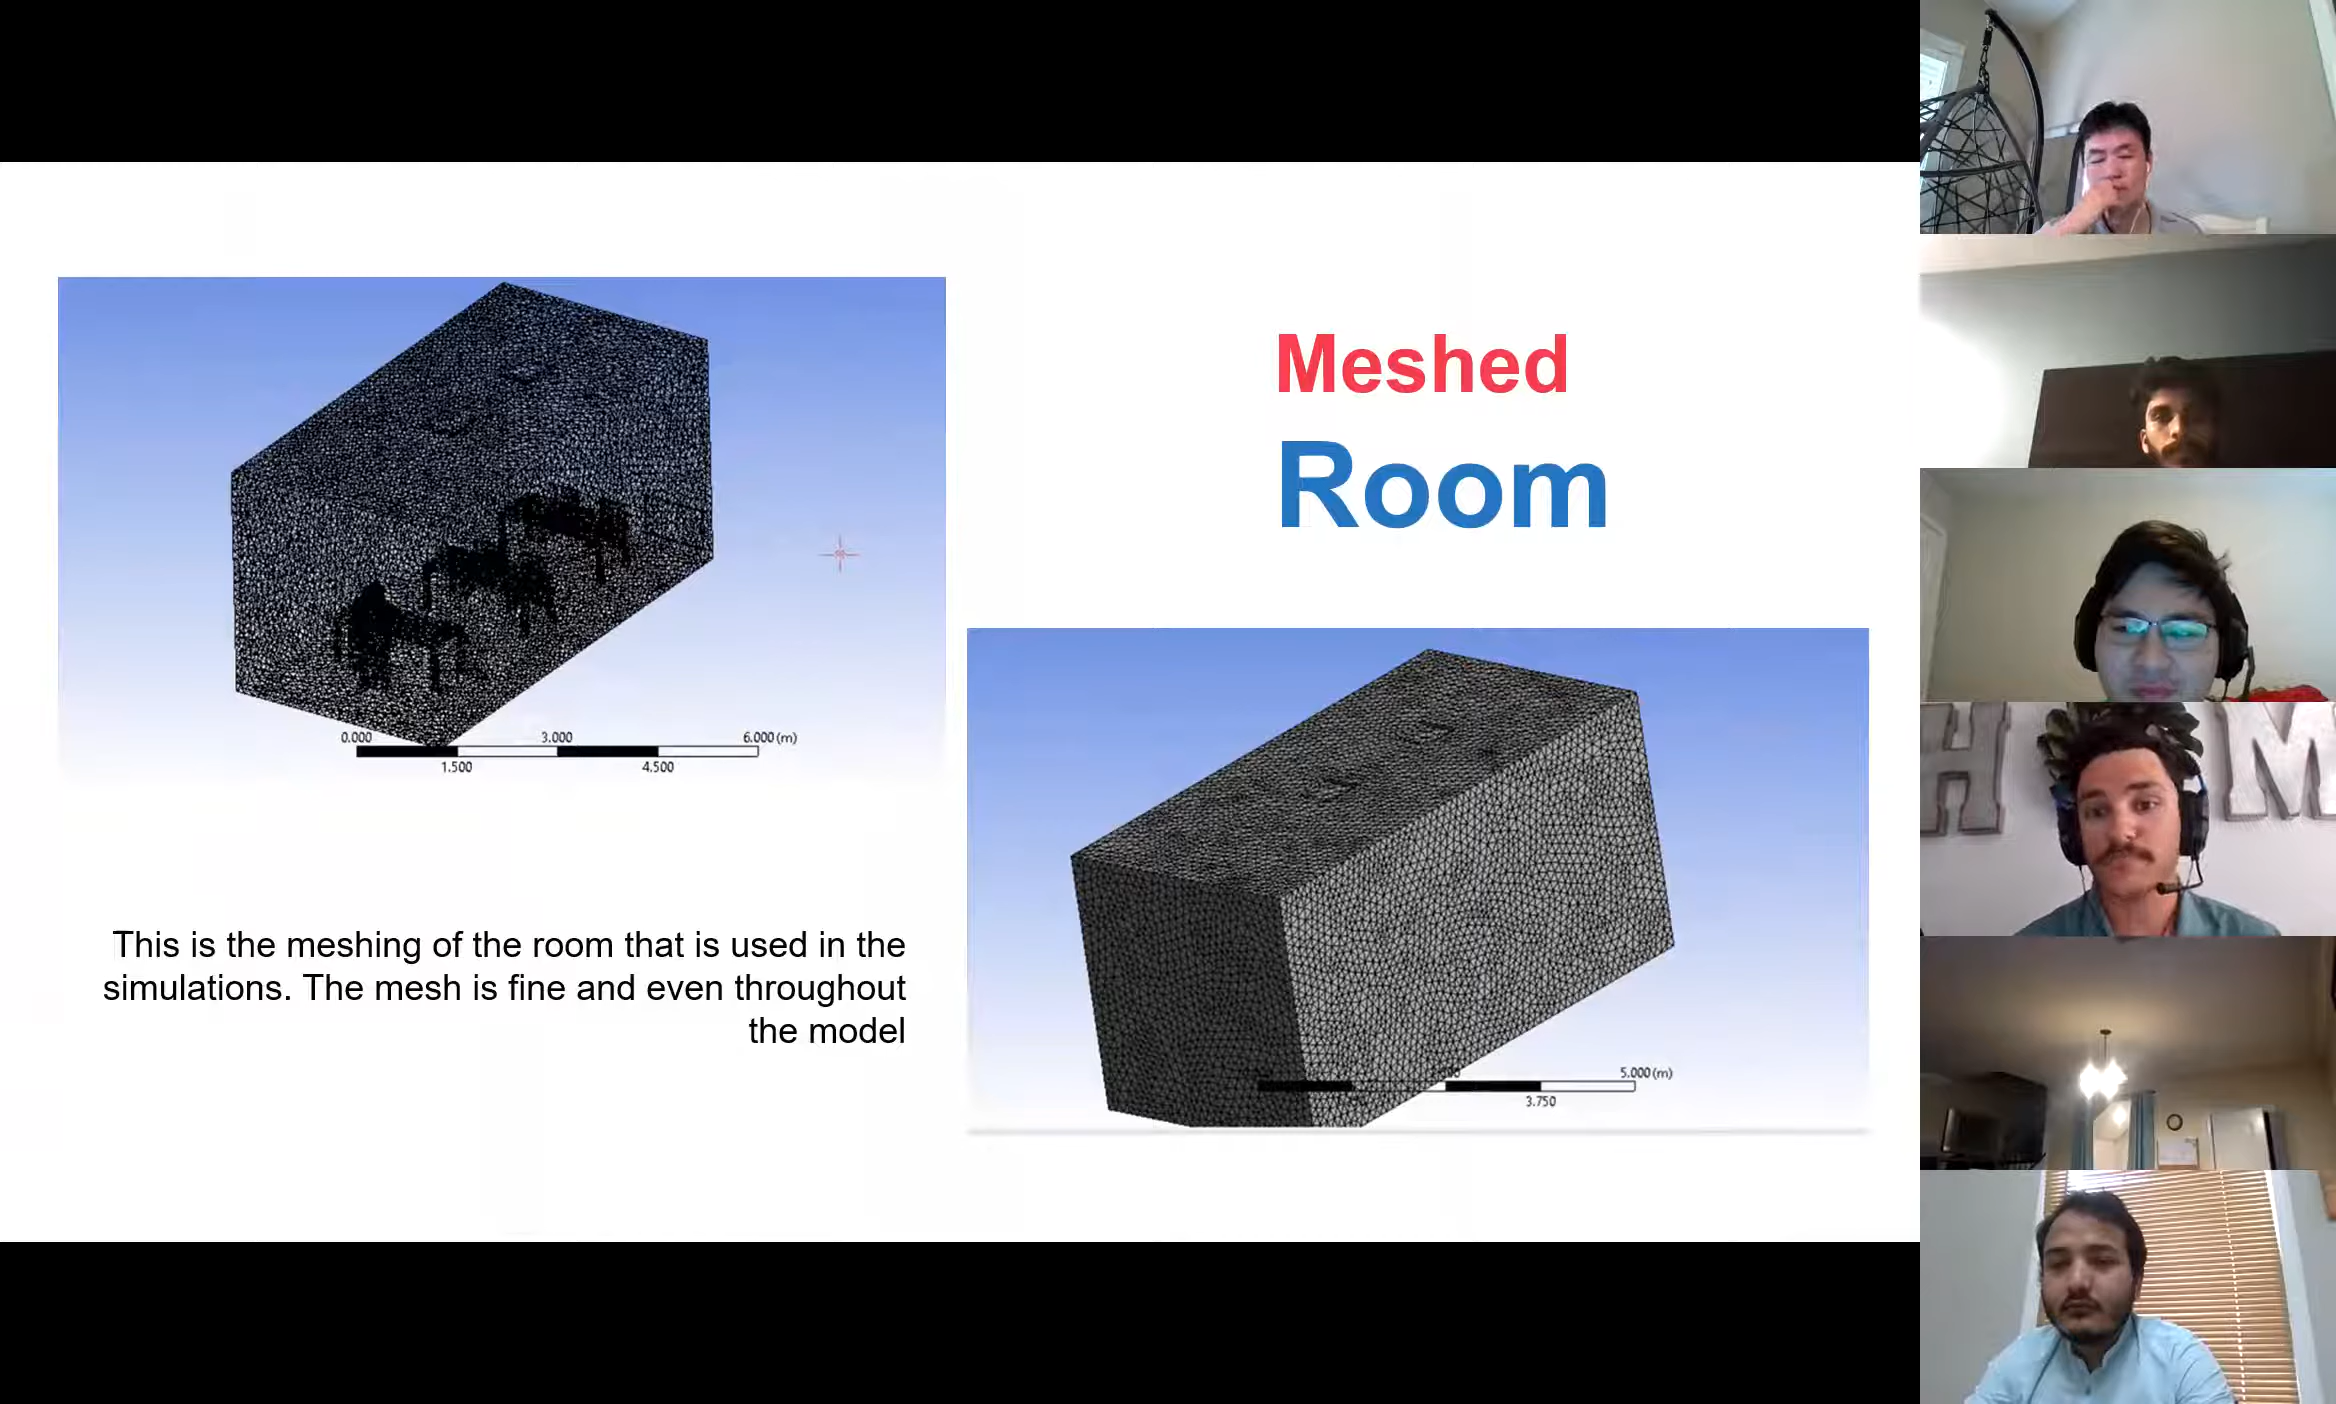 Meshed
Room
0.000 3.000 6.000 (m)
1.500 4.500
This is the meshing of the room that is used in the
simulations. The mesh is fine and even throughout
the model
5.000 (m)
3.750
H M